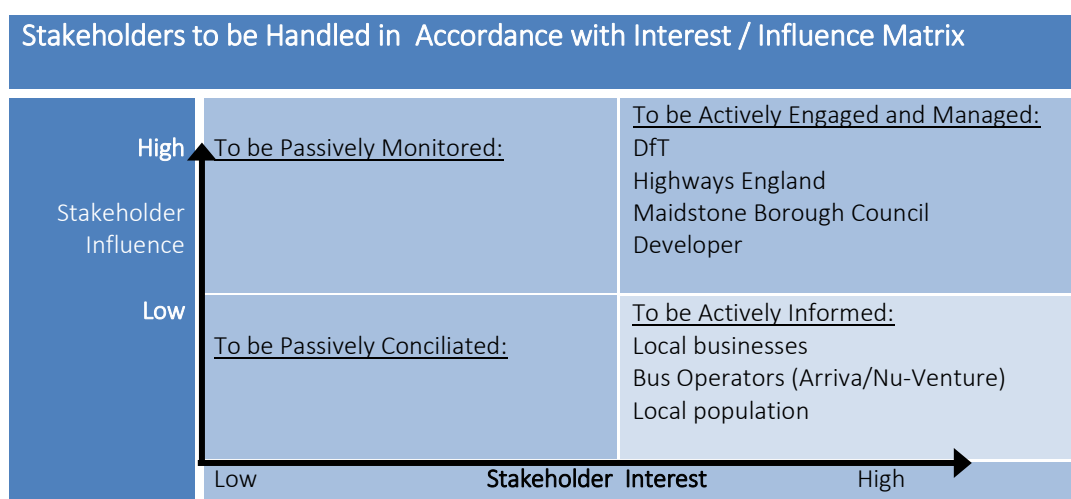 Stakeholders to be Handled in Accordance with Interest / Influence Matrix
High
Stakeholder
Influence
Low
To be Passively Monitored:
To be Actively Engaged and Managed:
DfT
Highways England
Maidstone Borough Council
Developer
To be Passively Conciliated:
To be Actively Informed:
Local businesses
Bus Operators (Arriva/Nu-Venture)
Local population
Low Stakeholder Interest High